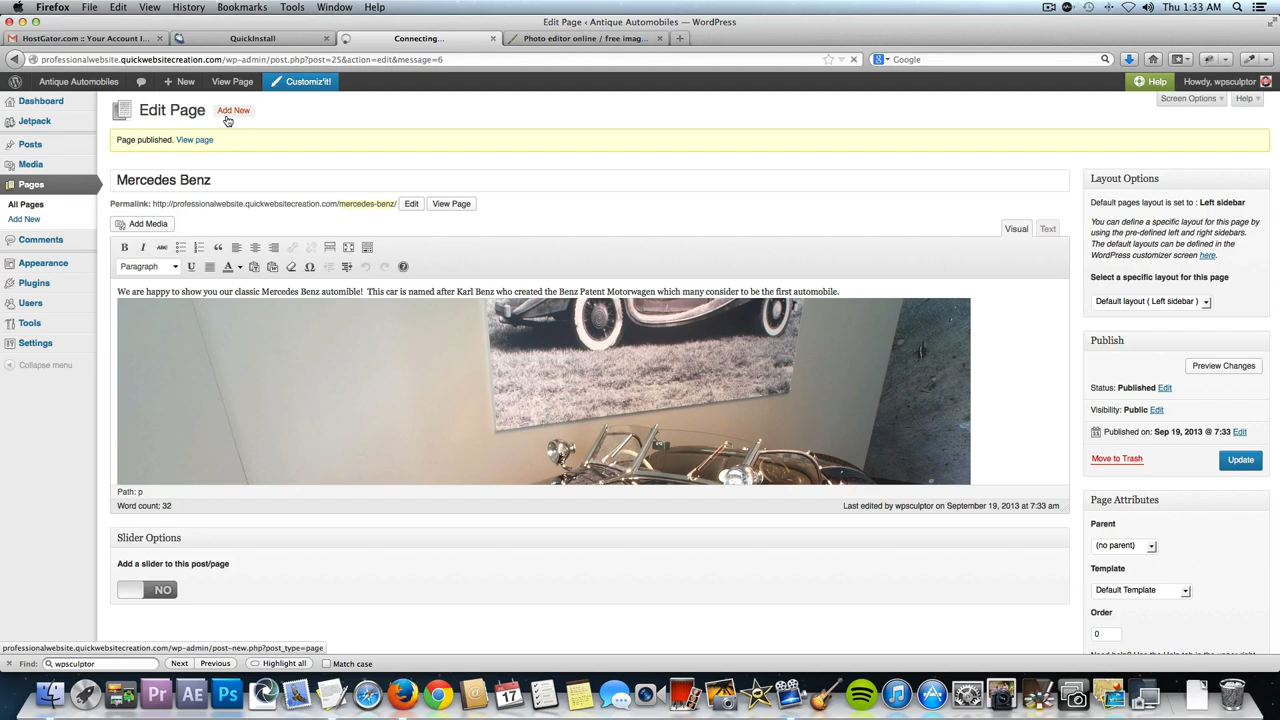 Firefox File Edit View History Bookmarks Tools Window Help Thu 1:33 AM
Edit Page ‹ Antique Automobiles — WordPress
HostGator.com :: Your Account I... × QuickInstall × Connecting... × Photo editor online / free imag... × +
professionalwebsite.quickwebsitecreation.com/wp-admin/post.php?post=25&action=edit&message=6 Google
Antique Automobiles + New View Page Customiz'it! Help Howdy, wpsculptor
Dashboard
Jetpack
Posts
Media
Pages
All Pages
Add New
Comments
Appearance
Plugins
Users
Tools
Settings
Collapse menu
Screen Options Help
Edit Page Add New
Page published. View page
Mercedes Benz
Permalink: http://professionalwebsite.quickwebsitecreation.com/mercedes-benz/ Edit View Page
Add Media
Visual Text
B I ABC
Paragraph U A Ω ?
We are happy to show you our classic Mercedes Benz automible! This car is named after Karl Benz who created the Benz Patent Motorwagen which many consider to be the first automobile.
Path: p
Word count: 32 Last edited by wpsculptor on September 19, 2013 at 7:33 am
Slider Options
Add a slider to this post/page
NO
Layout Options
Default pages layout is set to : Left sidebar
You can define a specific layout for this page by
using the pre-defined left and right sidebars.
The default layouts can be defined in the
WordPress customizer screen here.
Select a specific layout for this page
Default layout ( Left sidebar )
Publish
Preview Changes
Status: Published Edit
Visibility: Public Edit
Published on: Sep 19, 2013 @ 7:33 Edit
Move to Trash Update
Page Attributes
Parent
(no parent)
Template
Default Template
Order
0
professionalwebsite.quickwebsitecreation.com/wp-admin/post-new.php?post_type=page
× Find: wpsculptor Next Previous Highlight all Match case
Pr Ae Ps 17